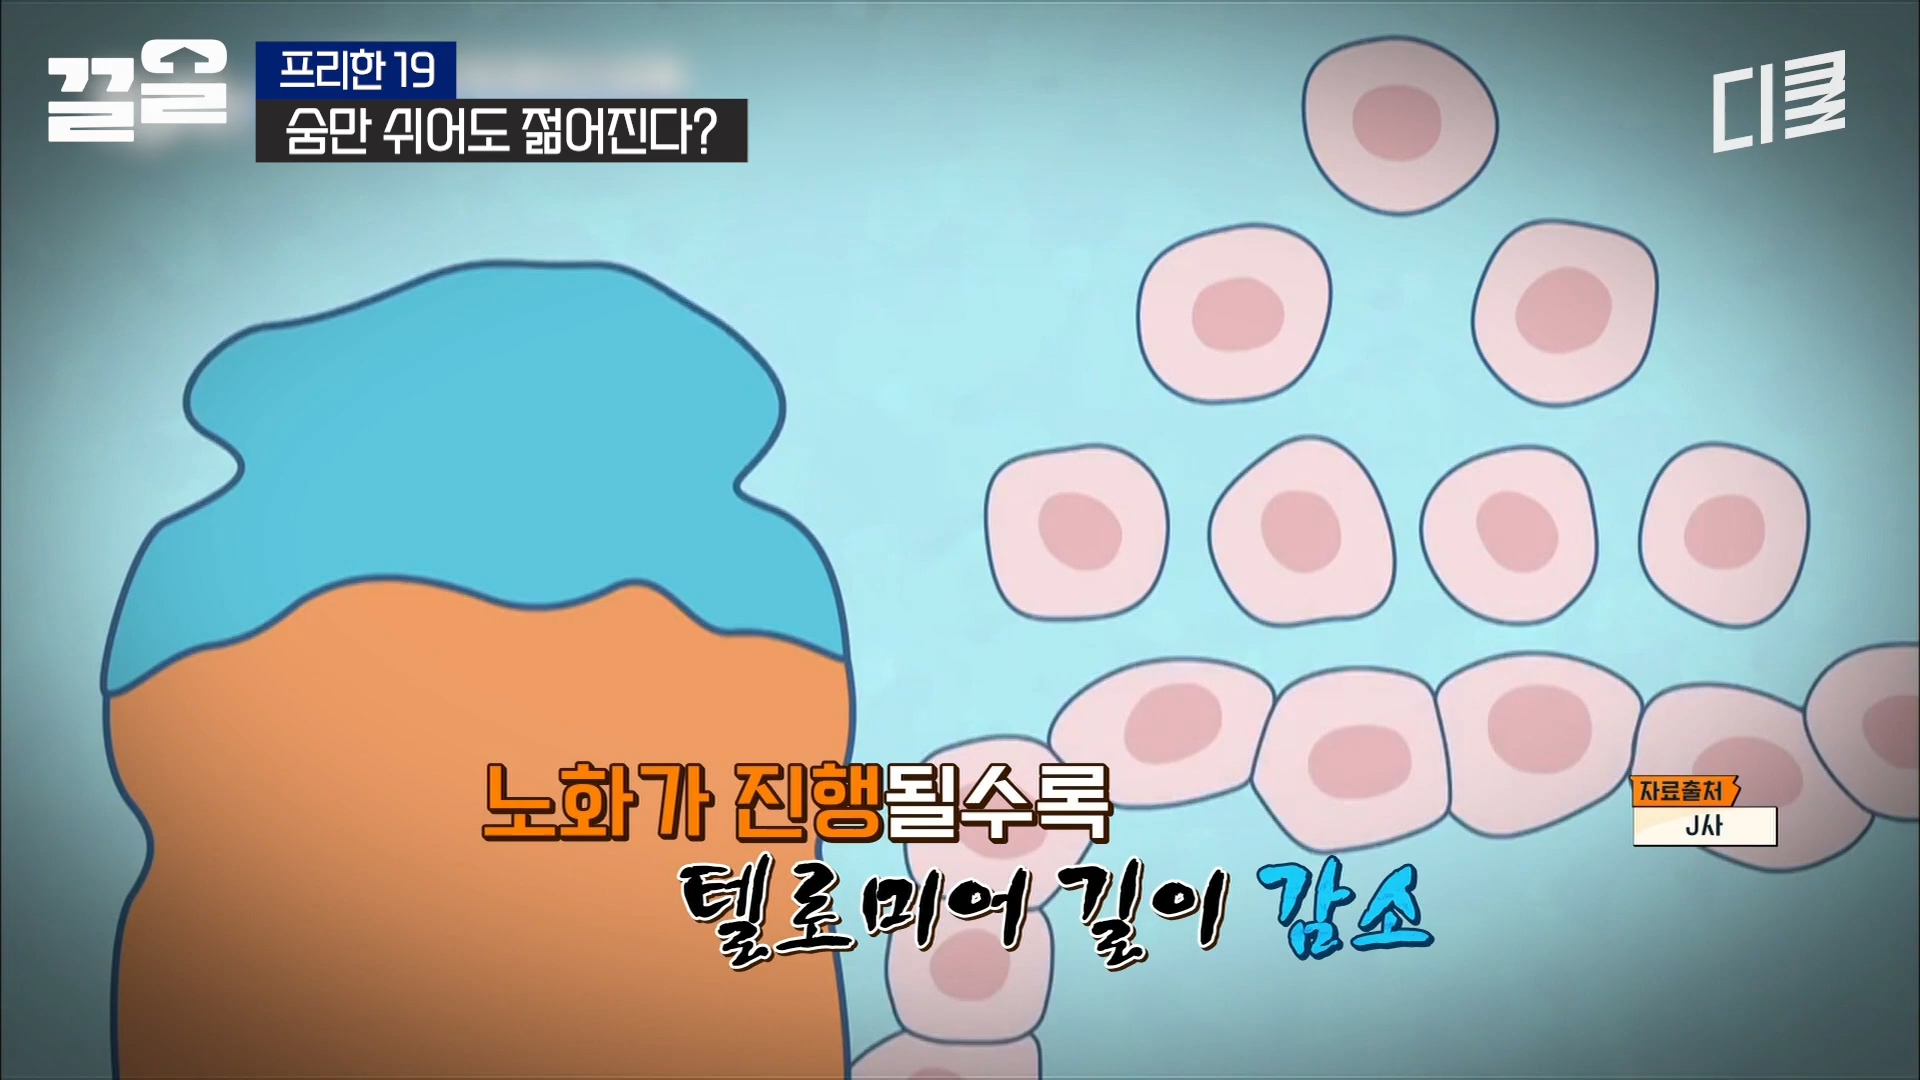 끌올
프리한 19
숨만 쉬어도 젊어진다?
디클
노화가 진행될수록
텔로미어 길이 감소
자료출처
J사